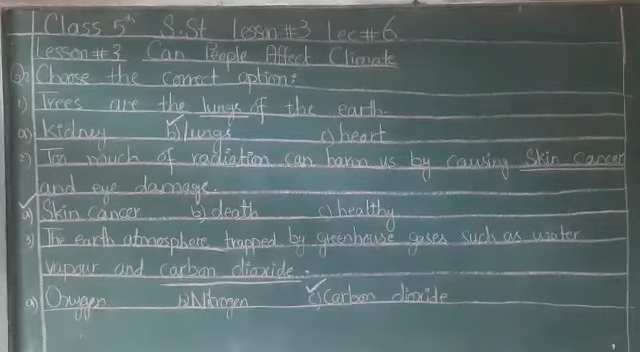 Class 5th S.St Lesson #3 Lec #6
Lesson #3 Can People Affect Climate
Q2: Choose the correct option:
1) Trees are the lungs of the earth.
a) kidney b) lungs c) heart
2) Too much of radiation can harm us by causing Skin cancer
and eye damage.
a) Skin cancer b) death c) healthy
3) The earth atmosphere trapped by greenhouse gases such as water
vapour and carbon dioxide.
a) Oxygen b) Nitrogen c) Carbon dioxide